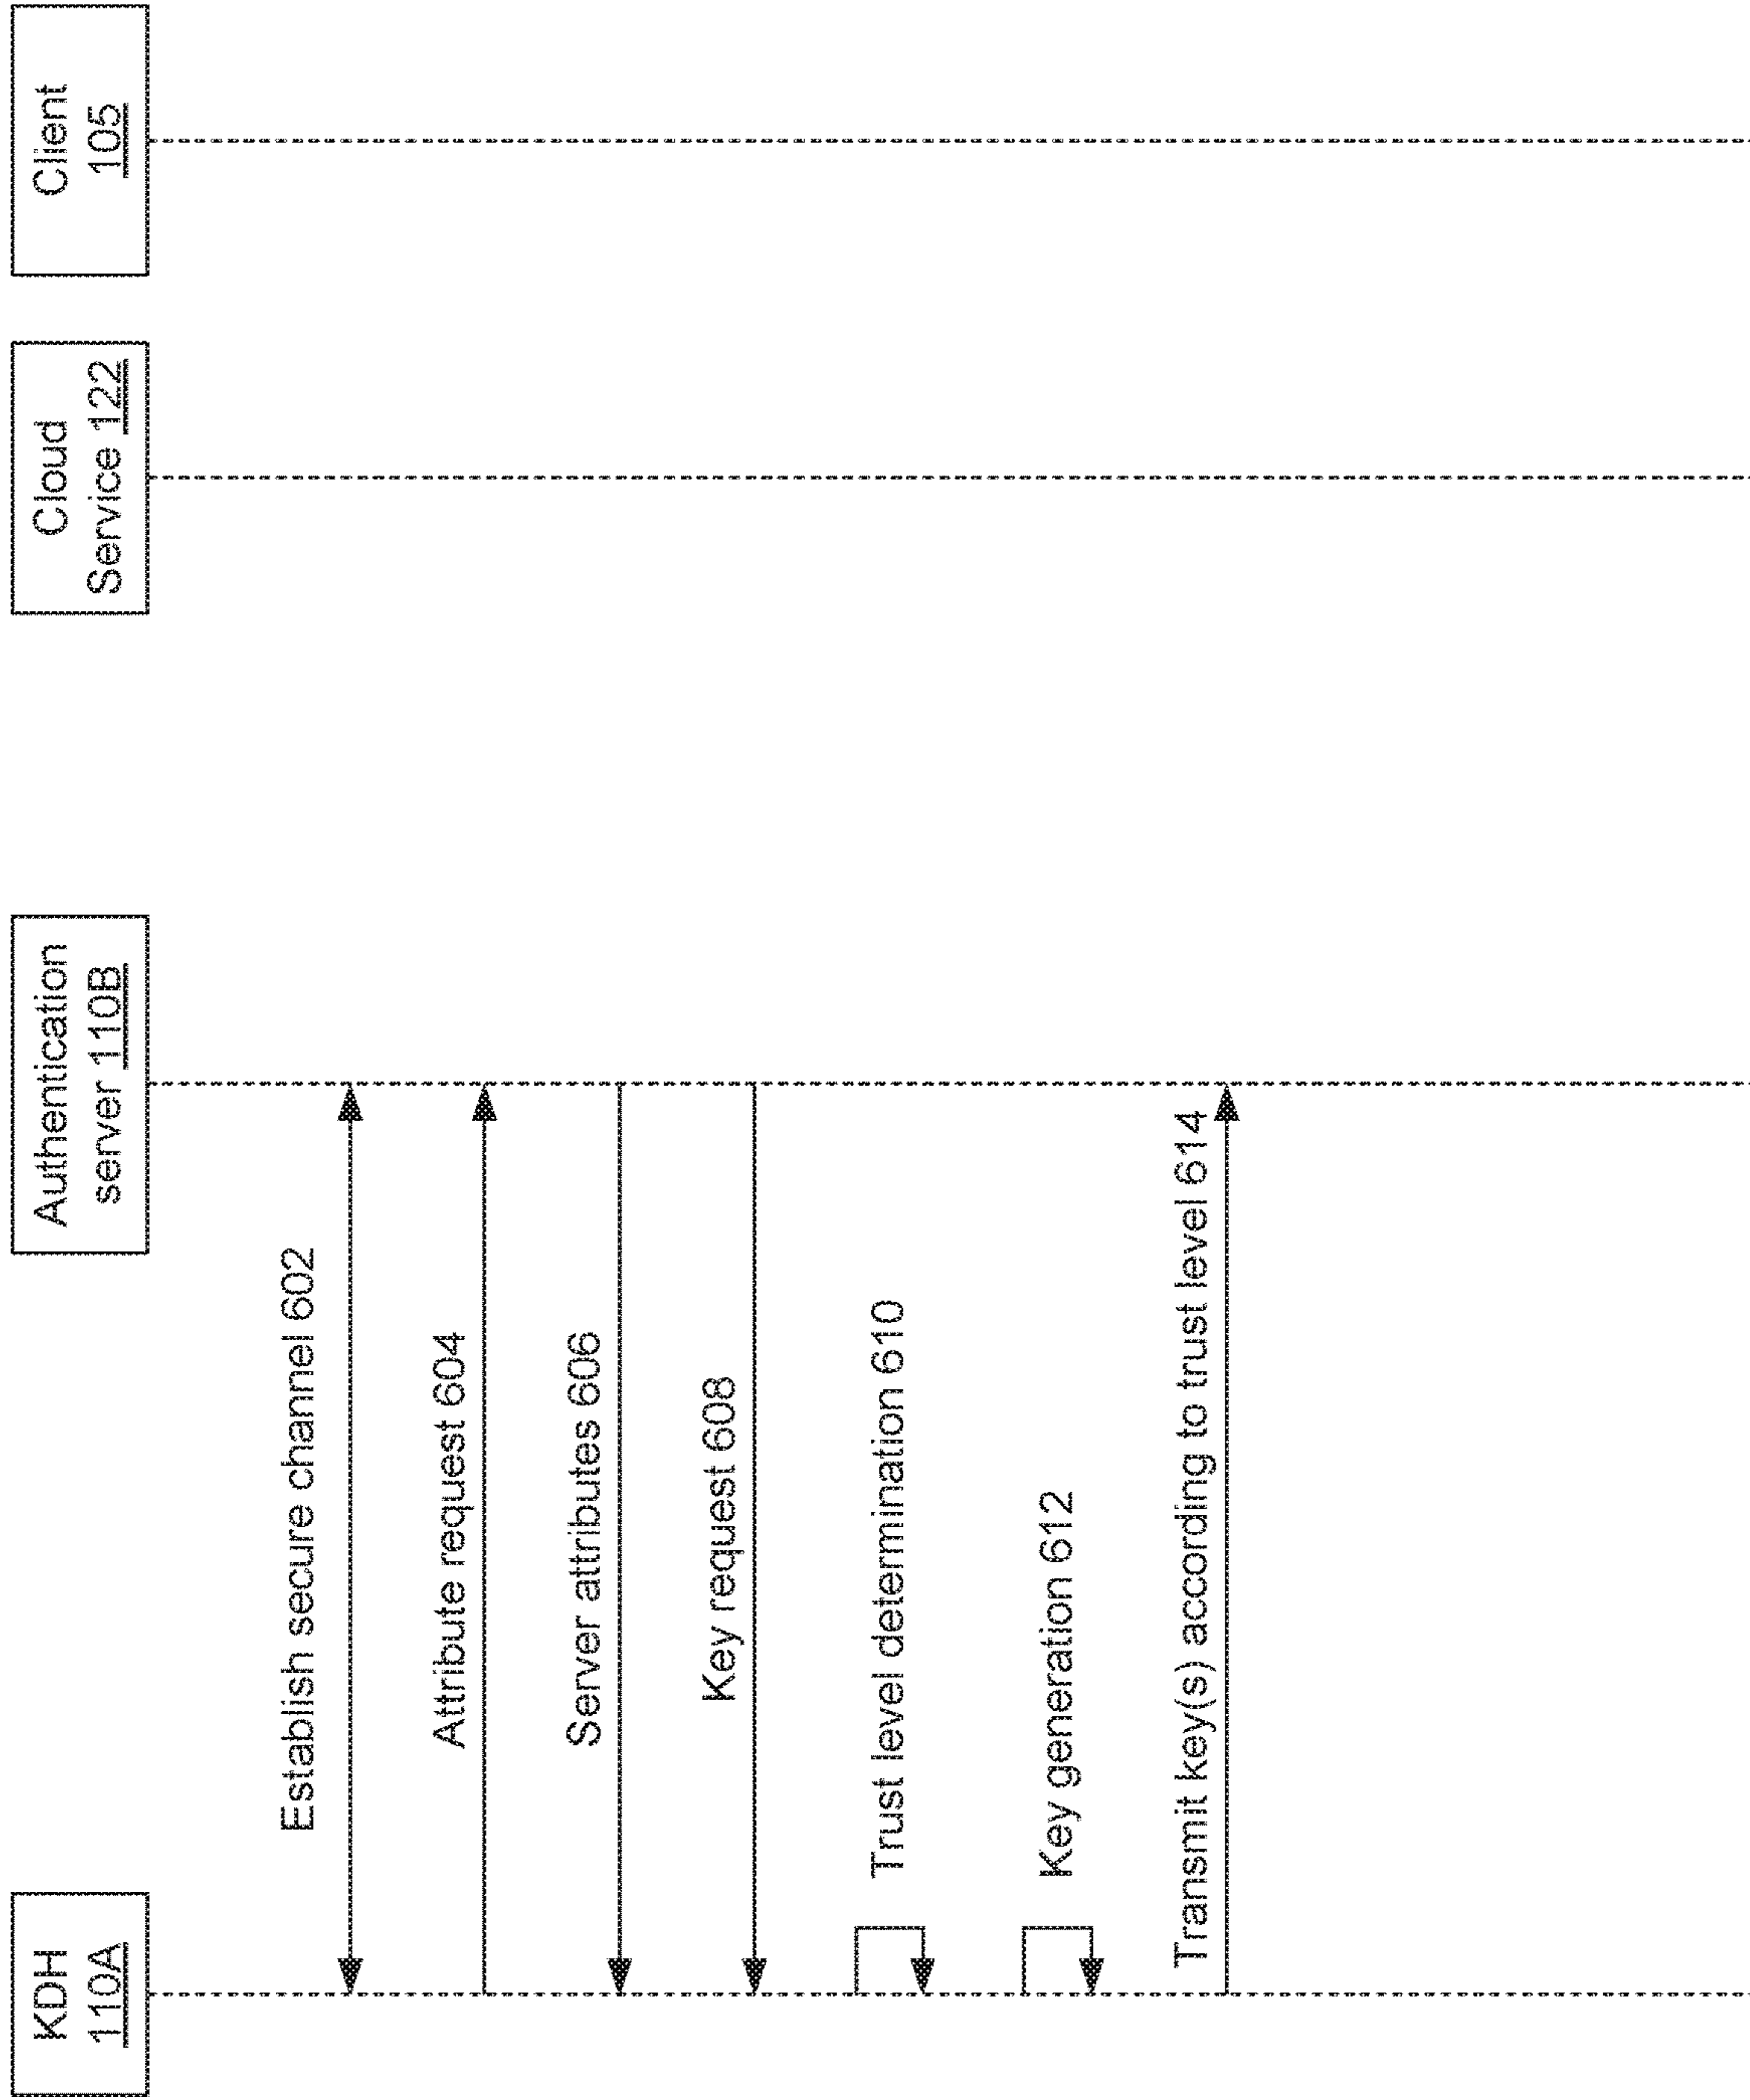 KDH
110A
Authentication
server 110B
Cloud
Service 122
Client
105
Establish secure channel 602
Attribute request 604
Server attributes 606
Key request 608
Trust level determination 610
Key generation 612
Transmit key(s) according to trust level 614